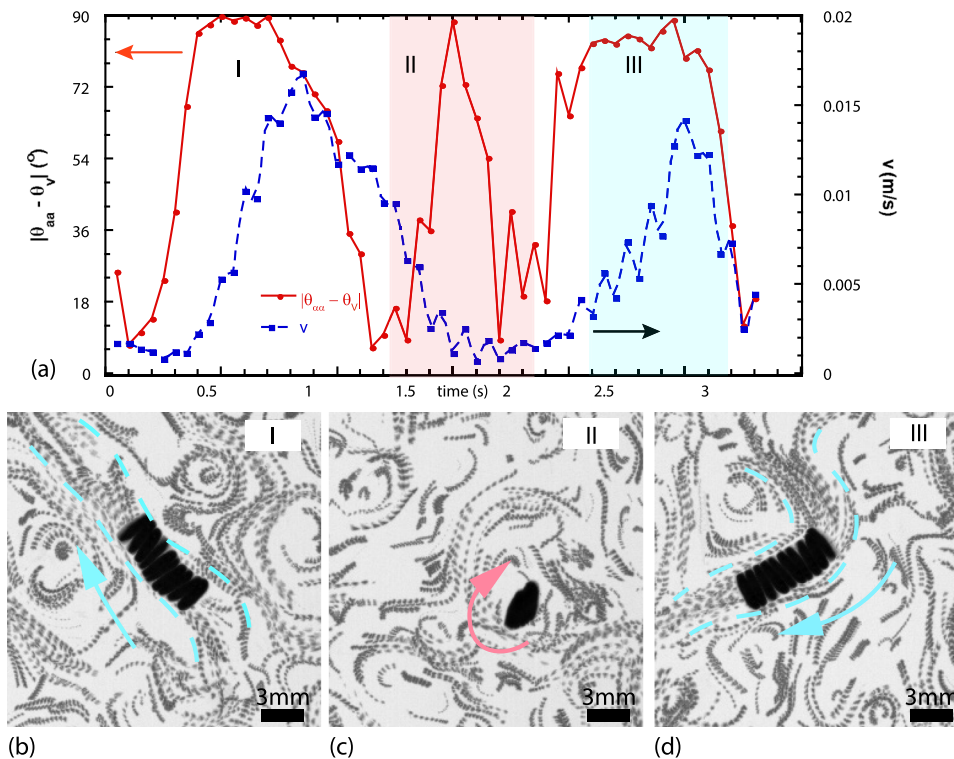 90
72
54
36
18
0
|θaa - θv| (°)
I
II
III
0.02
0.015
0.01
0.005
0
v (m/s)
|θαα − θV|
v
(a)
0
0.5
1
1.5
time (s)
2
2.5
3
I
II
III
3mm
3mm
3mm
(b)
(c)
(d)